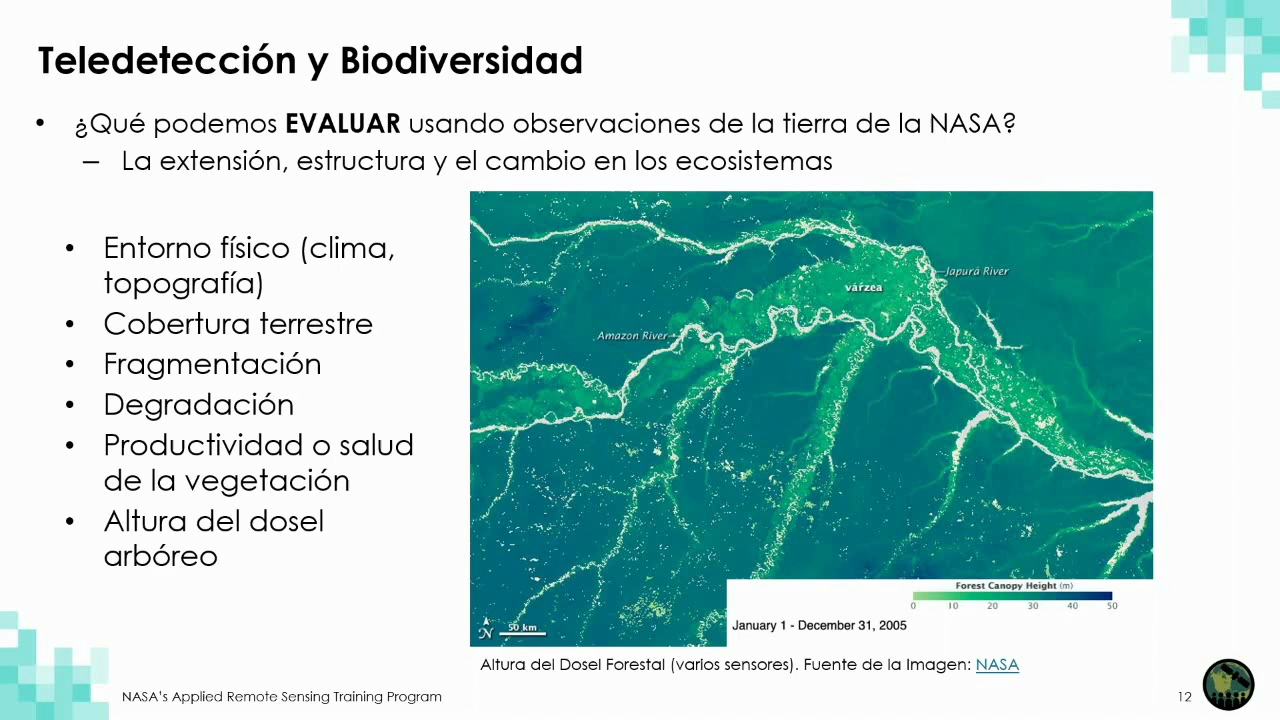 Teledetección y Biodiversidad
• ¿Qué podemos EVALUAR usando observaciones de la tierra de la NASA?
– La extensión, estructura y el cambio en los ecosistemas
• Entorno físico (clima,
topografía)
• Cobertura terrestre
• Fragmentación
• Degradación
• Productividad o salud
de la vegetación
• Altura del dosel
arbóreo
Japurá River
várzea
Amazon River
Forest Canopy Height (m)
0 10 20 30 40 50
January 1 - December 31, 2005
N 50 km
Altura del Dosel Forestal (varios sensores). Fuente de la Imagen: NASA
NASA's Applied Remote Sensing Training Program
12